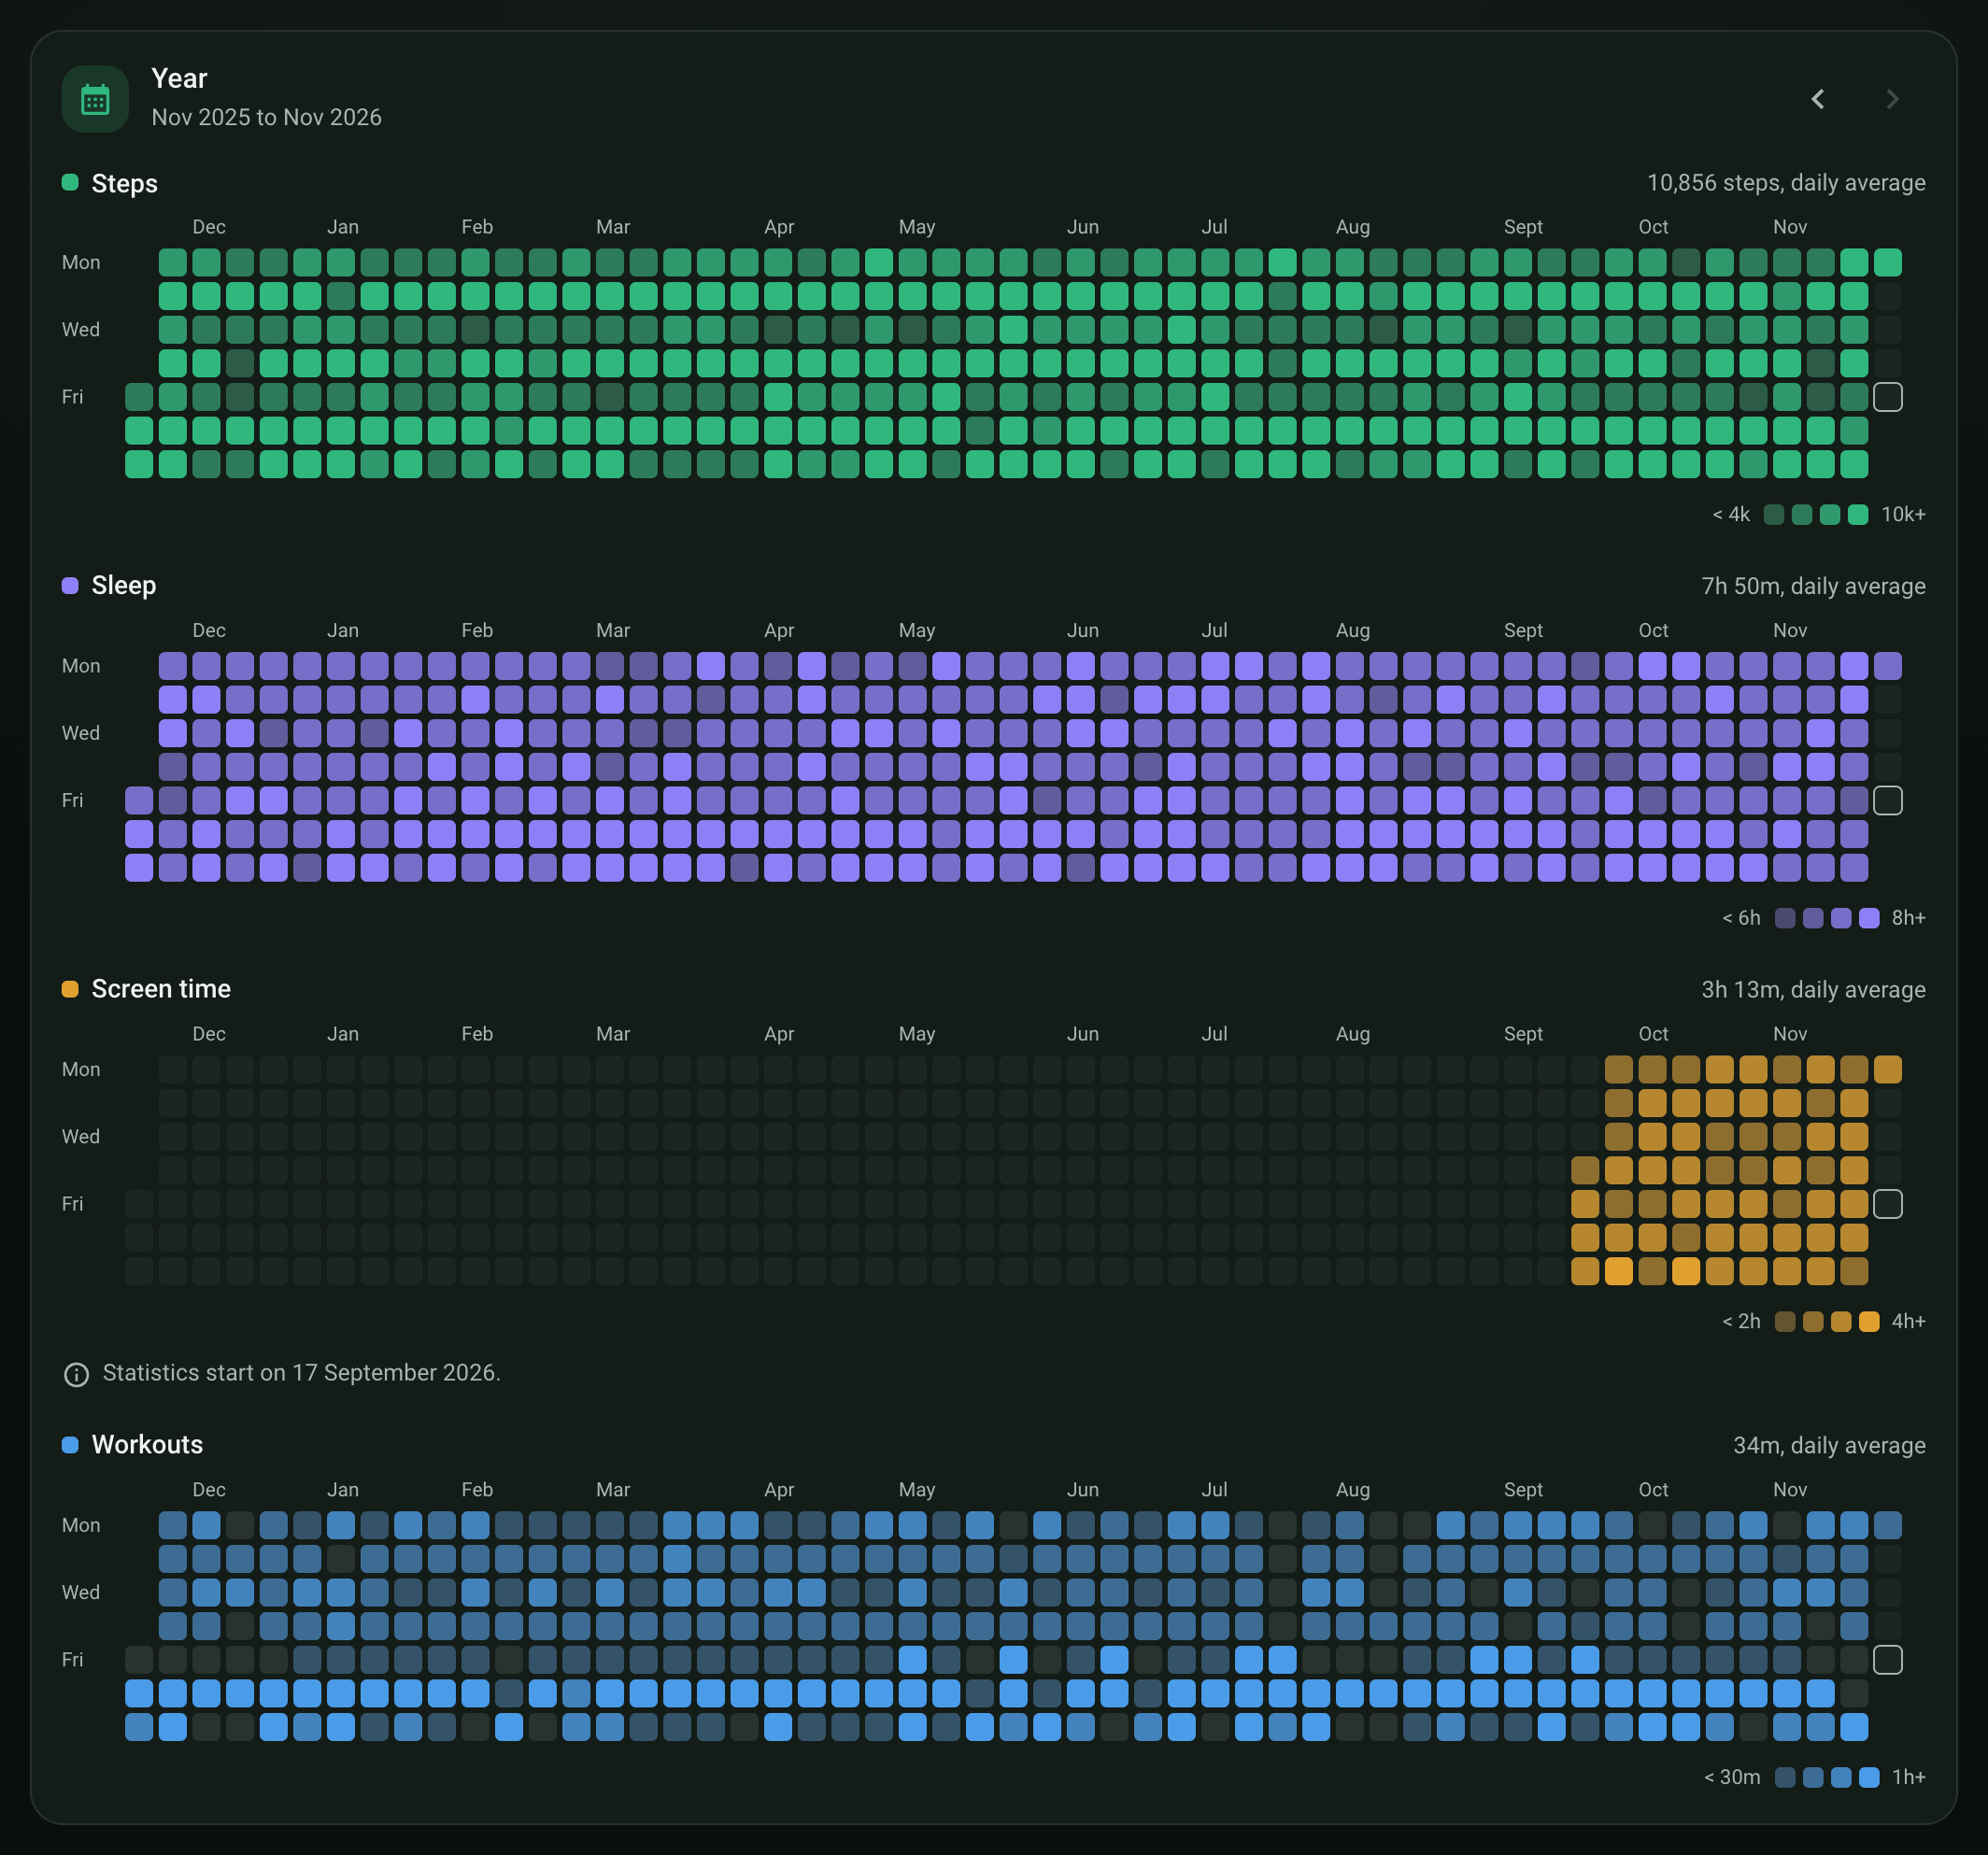 Year
Nov 2025 to Nov 2026
Steps
10,856 steps, daily average
Dec Jan Feb Mar Apr May Jun Jul Aug Sept Oct Nov
Mon
Wed
Fri
< 4k 10k+
Sleep
7h 50m, daily average
Dec Jan Feb Mar Apr May Jun Jul Aug Sept Oct Nov
Mon
Wed
Fri
< 6h 8h+
Screen time
3h 13m, daily average
Dec Jan Feb Mar Apr May Jun Jul Aug Sept Oct Nov
Mon
Wed
Fri
< 2h 4h+
Statistics start on 17 September 2026.
Workouts
34m, daily average
Dec Jan Feb Mar Apr May Jun Jul Aug Sept Oct Nov
Mon
Wed
Fri
< 30m 1h+